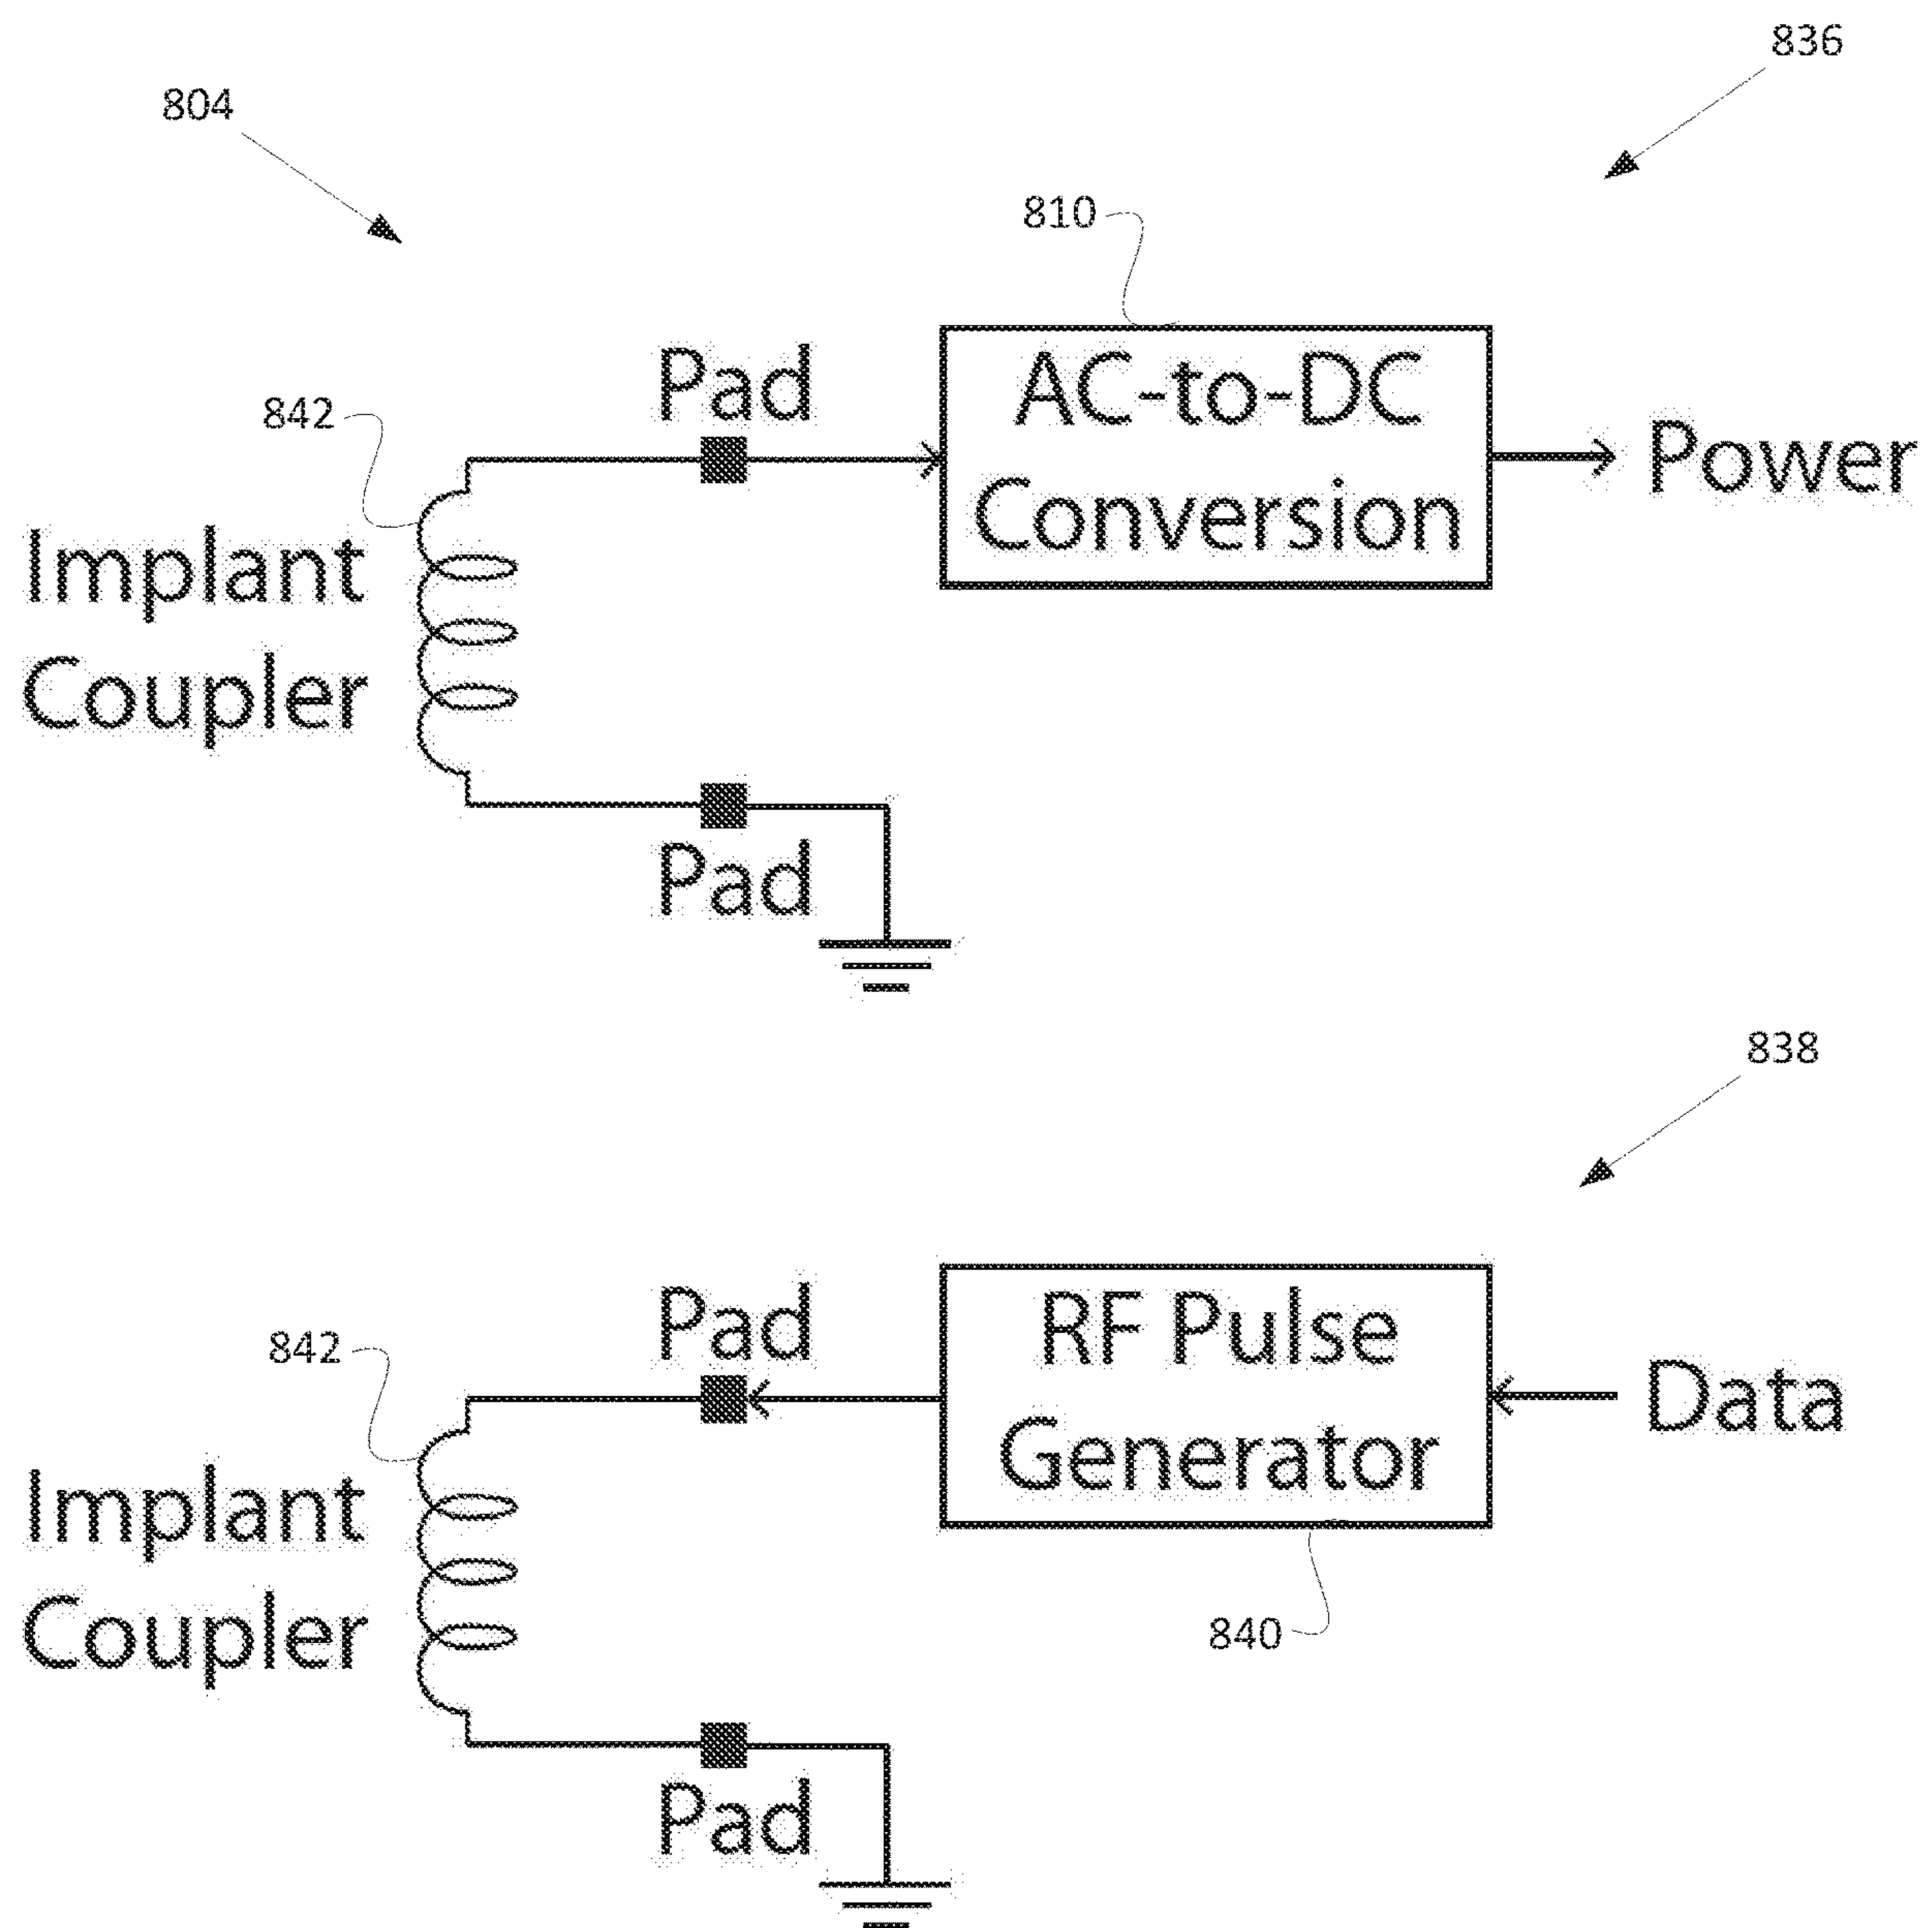 836
804
810
Pad
AC-to-DC
Conversion
Power
842
Implant
Coupler
Pad
838
Pad
RF Pulse
Generator
Data
842
Implant
Coupler
840
Pad